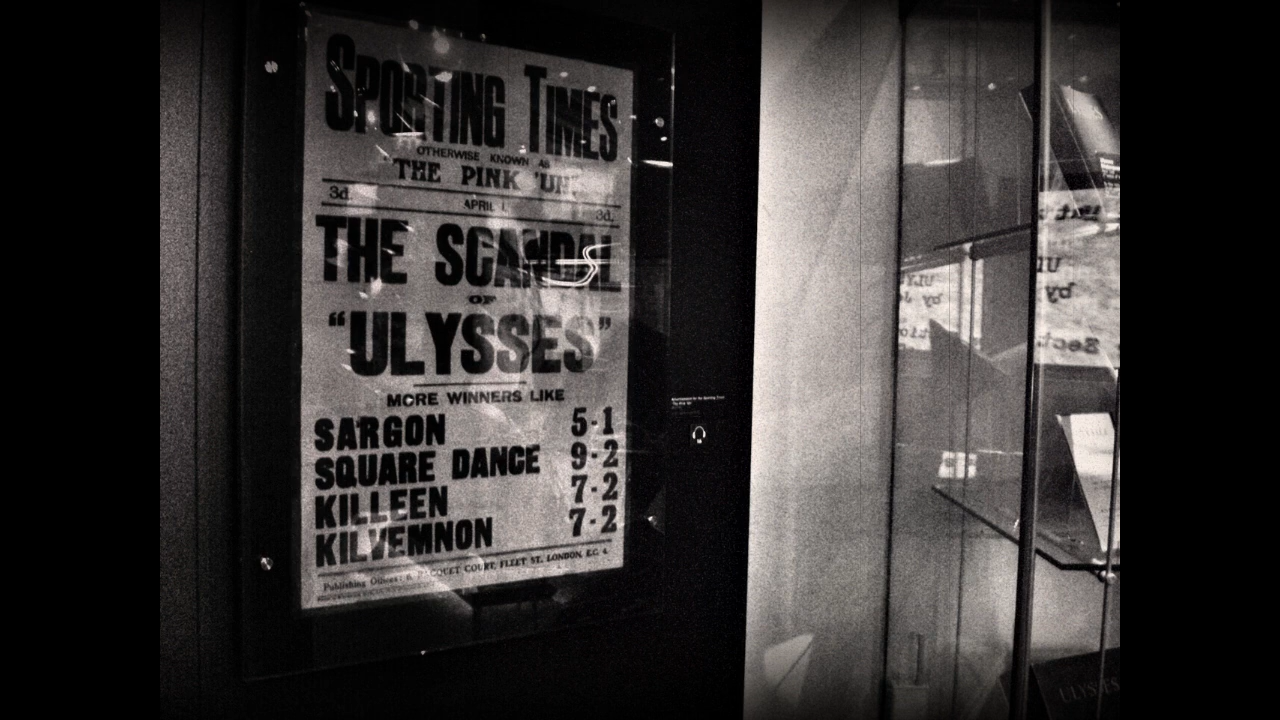 SPORTING TIMES
OTHERWISE KNOWN AS
"THE PINK 'UN."
3d. APRIL 1. 3d.
THE SCANDAL
OF
"ULYSSES"
MORE WINNERS LIKE
SARGON 5-1
SQUARE DANCE 9-2
KILLEEN 7-2
KILVEMNON 7-2
Publishing Offices: 6, RACQUET COURT, FLEET ST., LONDON, E.C. 4.
ULYSSES